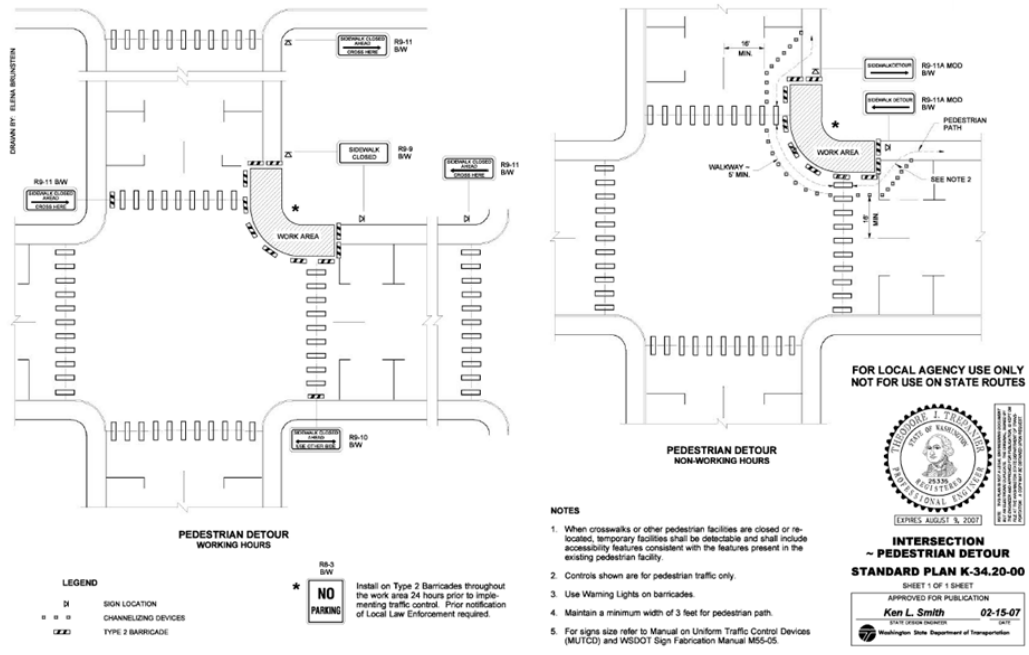 DRAWN BY: ELENA BRUNSTEIN
SIDEWALK CLOSED
AHEAD
CROSS HERE
R9-11
B/W
SIDEWALK
CLOSED
R9-9
B/W
SIDEWALK CLOSED
AHEAD
CROSS HERE
R9-11
B/W
R9-11 B/W
SIDEWALK CLOSED
AHEAD
CROSS HERE
*
WORK AREA
SIDEWALK CLOSED
AHEAD
R9-10
B/W
PEDESTRIAN DETOUR
WORKING HOURS
LEGEND
SIGN LOCATION
CHANNELIZING DEVICES
TYPE 2 BARRICADE
R8-3
B/W
*
NO
PARKING
Install on Type 2 Barricades throughout
the work area 24 hours prior to imple-
menting traffic control. Prior notification
of Local Law Enforcement required.
16'
MIN.
SIDEWALK DETOUR
R9-11A MOD
B/W
SIDEWALK DETOUR
R9-11A MOD
B/W
PEDESTRIAN
PATH
*
WORK AREA
WALKWAY ~
5' MIN.
SEE NOTE 2
16'
MIN.
PEDESTRIAN DETOUR
NON-WORKING HOURS
FOR LOCAL AGENCY USE ONLY
NOT FOR USE ON STATE ROUTES
THEODORE J. TREPANIER
STATE OF WASHINGTON
25335
REGISTERED
PROFESSIONAL ENGINEER
EXPIRES AUGUST 9, 2007
NOTES
1. When crosswalks or other pedestrian facilities are closed or re-
located, temporary facilities shall be detectable and shall include
accessibility features consistent with the features present in the
existing pedestrian facility.
2. Controls shown are for pedestrian traffic only.
3. Use Warning Lights on barricades.
4. Maintain a minimum width of 3 feet for pedestrian path.
5. For signs size refer to Manual on Uniform Traffic Control Devices
(MUTCD) and WSDOT Sign Fabrication Manual M55-05.
INTERSECTION
~ PEDESTRIAN DETOUR
STANDARD PLAN K-34.20-00
SHEET 1 OF 1 SHEET
APPROVED FOR PUBLICATION
Ken L. Smith 02-15-07
STATE DESIGN ENGINEER DATE
Washington State Department of Transportation